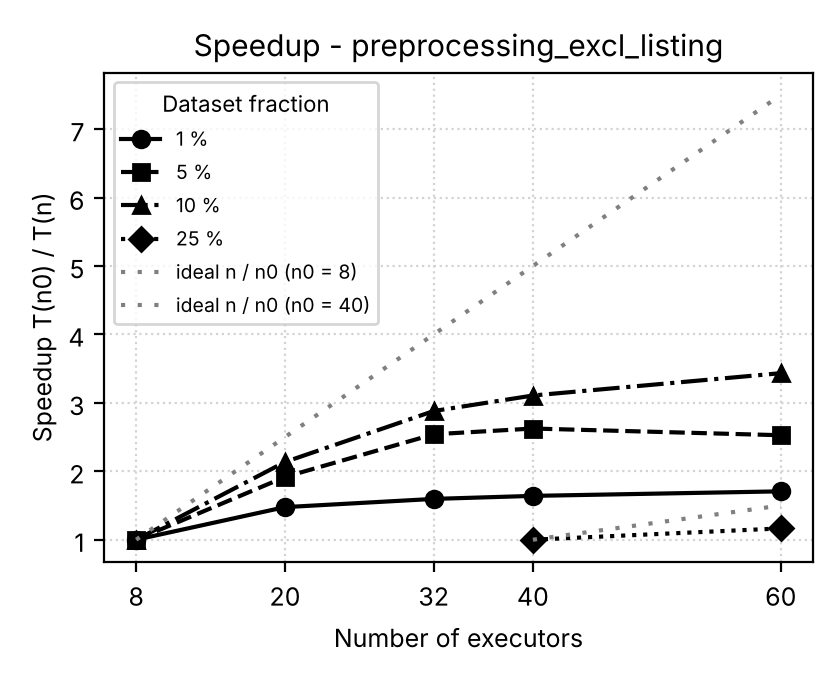 Speedup - preprocessing_excl_listing
Speedup T(n0) / T(n)
7
6
5
4
3
2
1
Dataset fraction
1 %
5 %
10 %
25 %
ideal n / n0 (n0 = 8)
ideal n / n0 (n0 = 40)
8 20 32 40 60
Number of executors